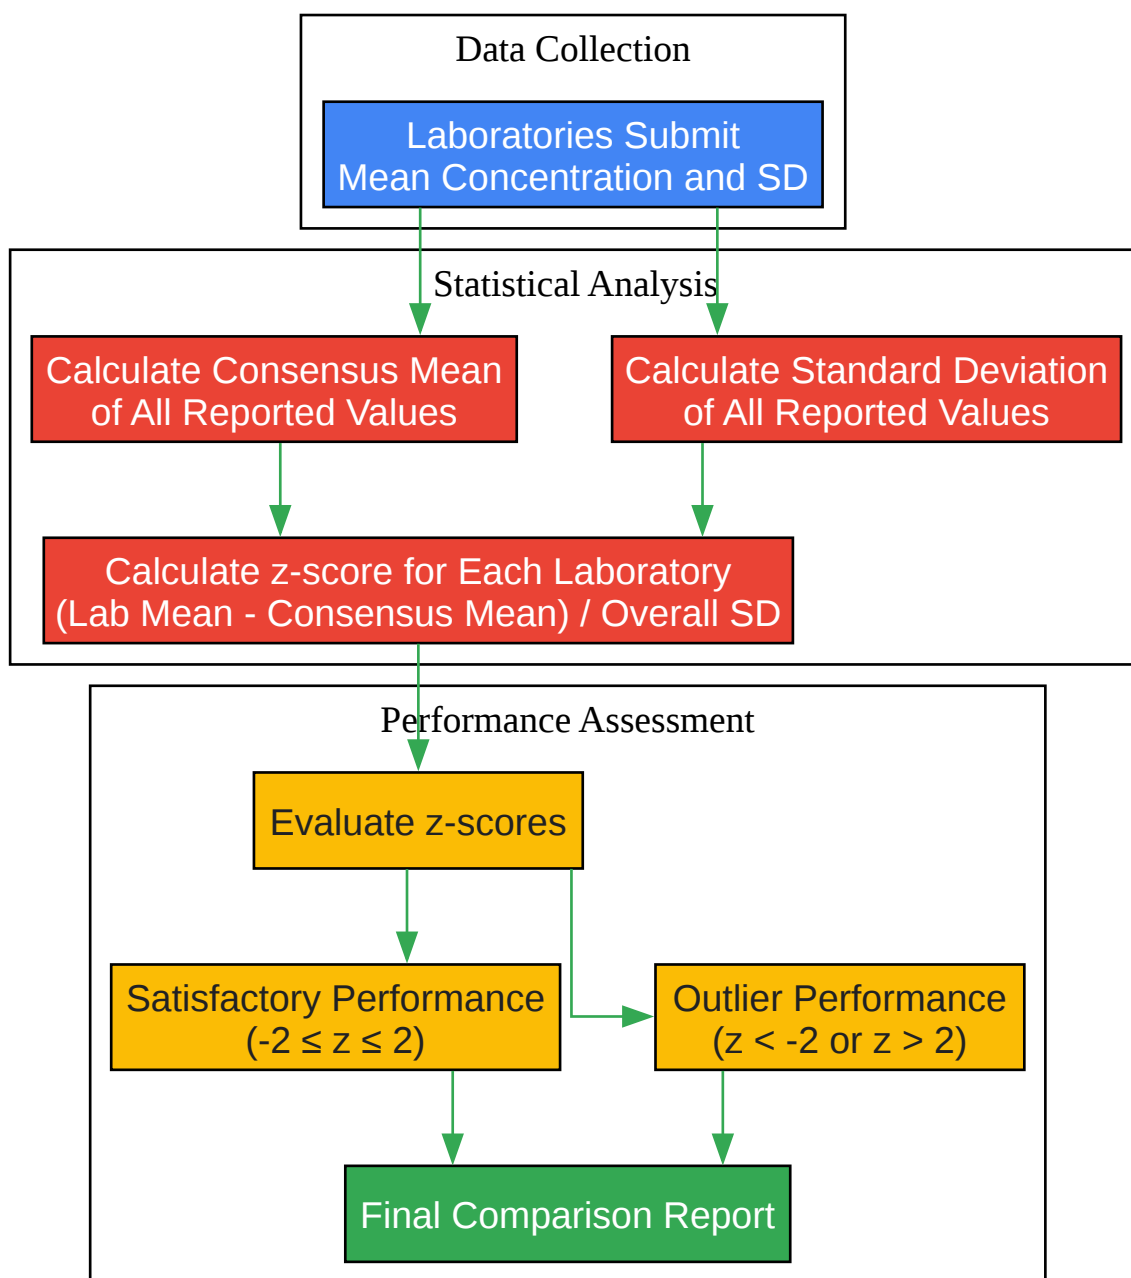 Data Collection
Laboratories Submit
Mean Concentration and SD
Statistical Analysis
Calculate Consensus Mean
of All Reported Values
Calculate Standard Deviation
of All Reported Values
Calculate z-score for Each Laboratory
(Lab Mean - Consensus Mean) / Overall SD
Performance Assessment
Evaluate z-scores
Satisfactory Performance
(-2 ≤ z ≤ 2)
Outlier Performance
(z < -2 or z > 2)
Final Comparison Report